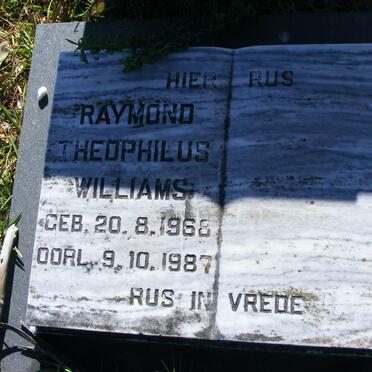 HIER RUS
RAYMOND
THEOPHILUS
WILLIAMS
GEB. 20.8.1968
OORL. 9.10.1987
RUS IN VREDE